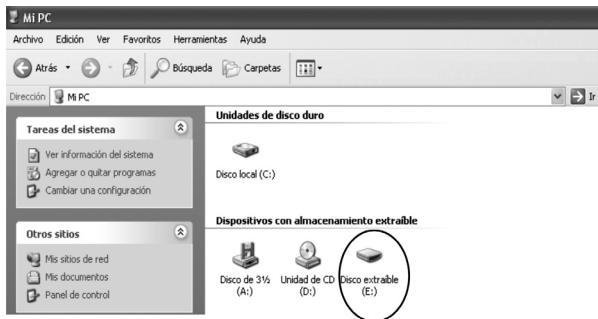 Mi PC
Archivo Edición Ver Favoritos Herramientas Ayuda
Atrás Búsqueda Carpetas
Dirección Mi PC Ir
Tareas del sistema
Ver información del sistema
Agregar o quitar programas
Cambiar una configuración
Otros sitios
Mis sitios de red
Mis documentos
Panel de control
Unidades de disco duro
Disco local (C:)
Dispositivos con almacenamiento extraíble
Disco de 3½ (A:)
Unidad de CD (D:)
Disco extraíble (E:)